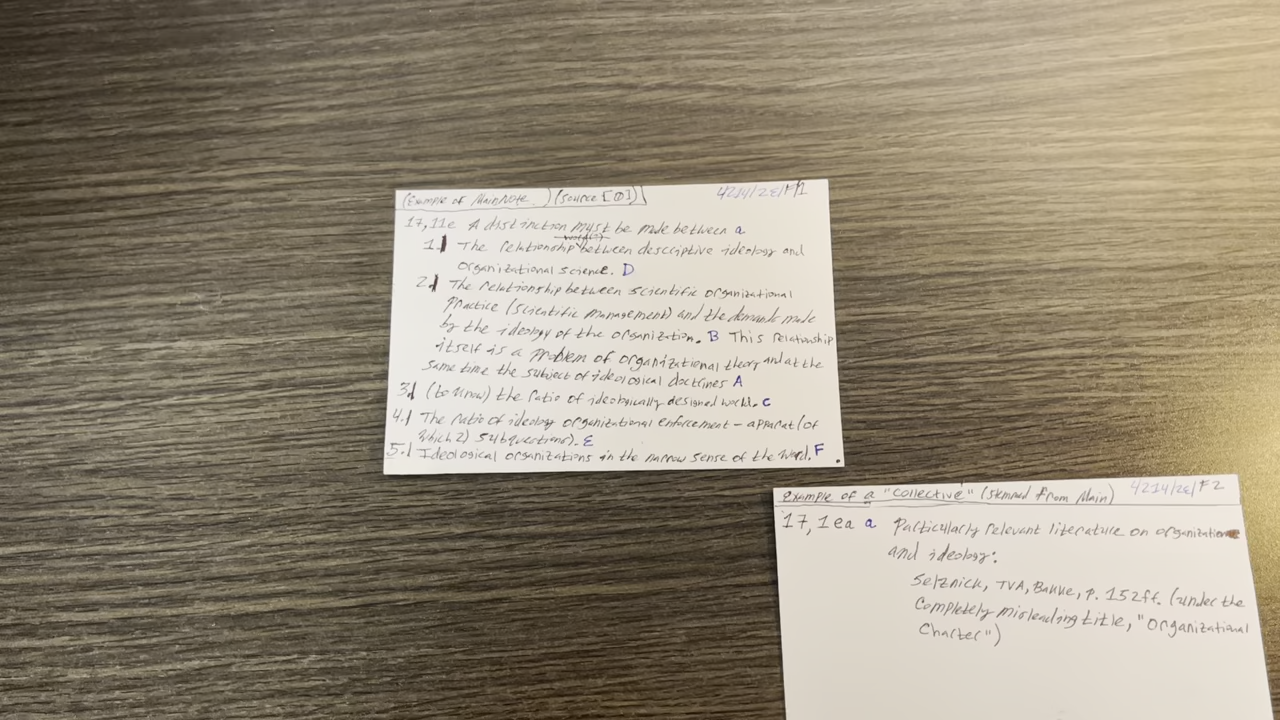 (Example of Main Note) (source [①]) 4214/2E/F1
17,11e A distinction must be made between a
1. The relationship between descriptive ideology and
organizational science. D
2. The relationship between scientific organizational
practice (scientific management) and the demands made
by the ideology of the organization. B This relationship
itself is a problem of organizational theory and at the
same time the subject of ideological doctrines A
3. (to know) the ratio of ideologically designed world. C
4. The ratio of ideology organizational enforcement - apparat (of
which 2) subquestions). E
5. Ideological organizations in the narrow sense of the word. F
Example of a "Collective" (stemmed from Main) 4214/2E/F2
17,1ea a Particularly relevant literature on organization
and ideology:
Selznick, TVA, Bakke, p. 152ff. (under the
completely misleading title, "Organizational
Charter")